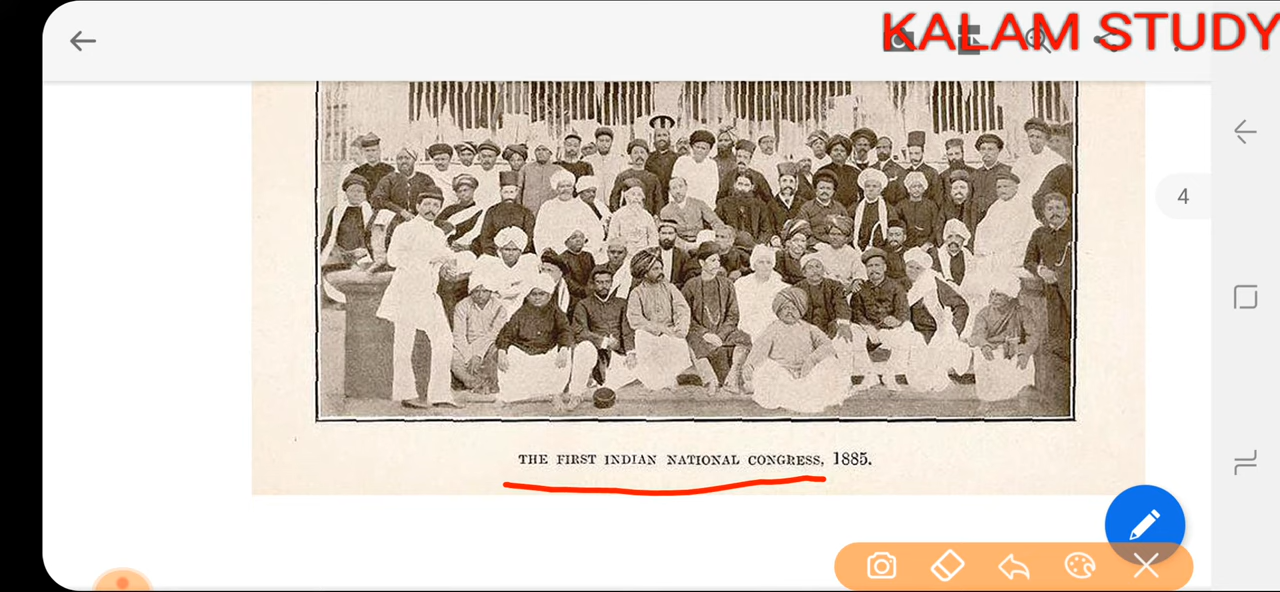 KALAM STUDY
4
THE FIRST INDIAN NATIONAL CONGRESS, 1885.